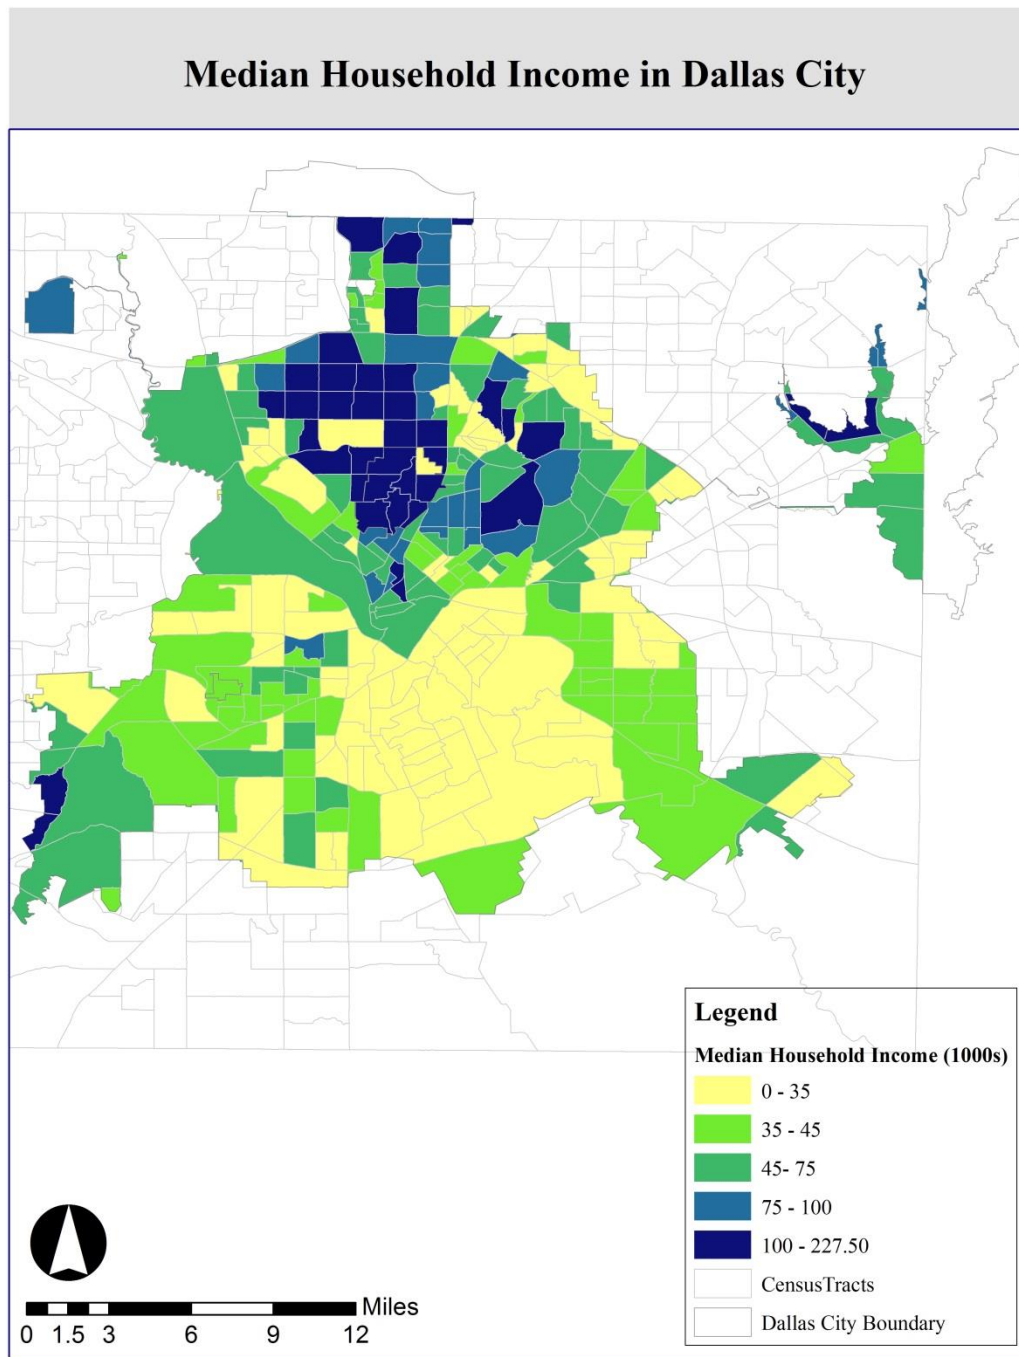 Median Household Income in Dallas City
Legend
Median Household Income (1000s)
0 - 35
35 - 45
45- 75
75 - 100
100 - 227.50
CensusTracts
Dallas City Boundary
Miles
0 1.5 3 6 9 12